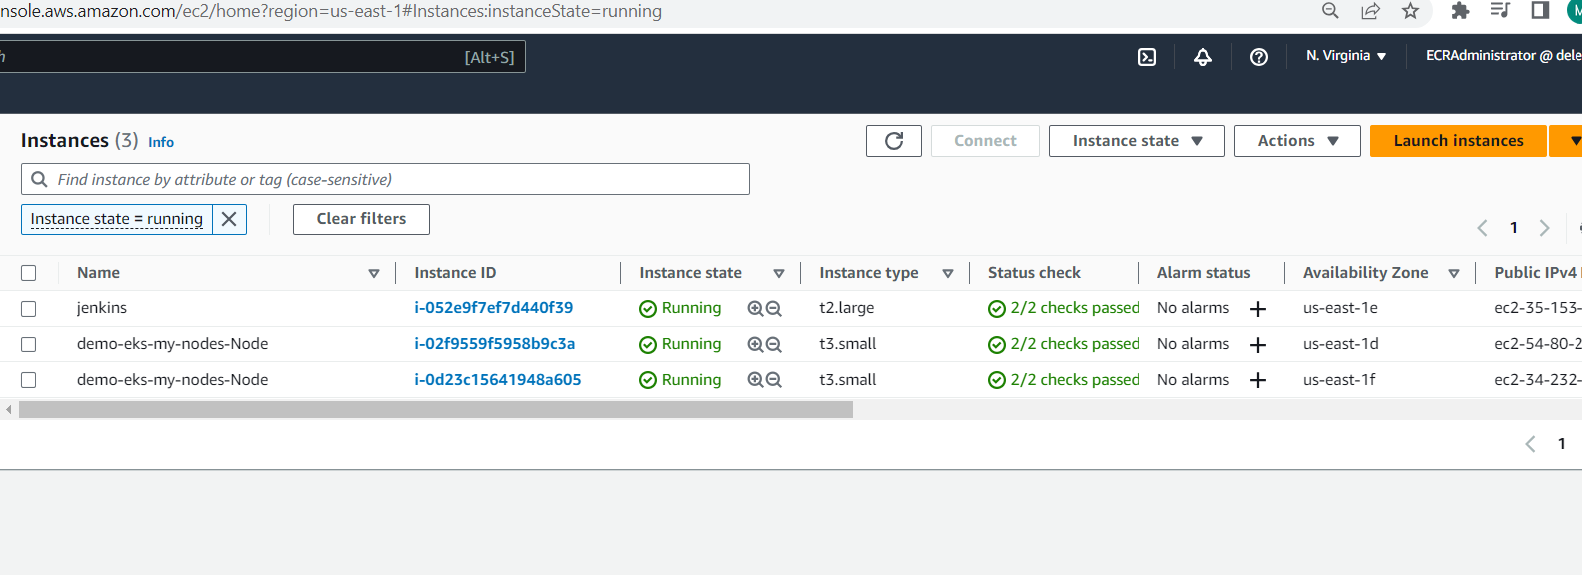 nsole.aws.amazon.com/ec2/home?region=us-east-1#Instances:instanceState=running
[Alt+S] N. Virginia ECRAdministrator @ dele
Instances (3) Info Connect Instance state Actions Launch instances
Find instance by attribute or tag (case-sensitive)
Instance state = running Clear filters
1
Name Instance ID Instance state Instance type Status check Alarm status Availability Zone Public IPv4
jenkins i-052e9f7ef7d440f39 Running t2.large 2/2 checks passed No alarms + us-east-1e ec2-35-153-
demo-eks-my-nodes-Node i-02f9559f5958b9c3a Running t3.small 2/2 checks passed No alarms + us-east-1d ec2-54-80-2
demo-eks-my-nodes-Node i-0d23c15641948a605 Running t3.small 2/2 checks passed No alarms + us-east-1f ec2-34-232-
1